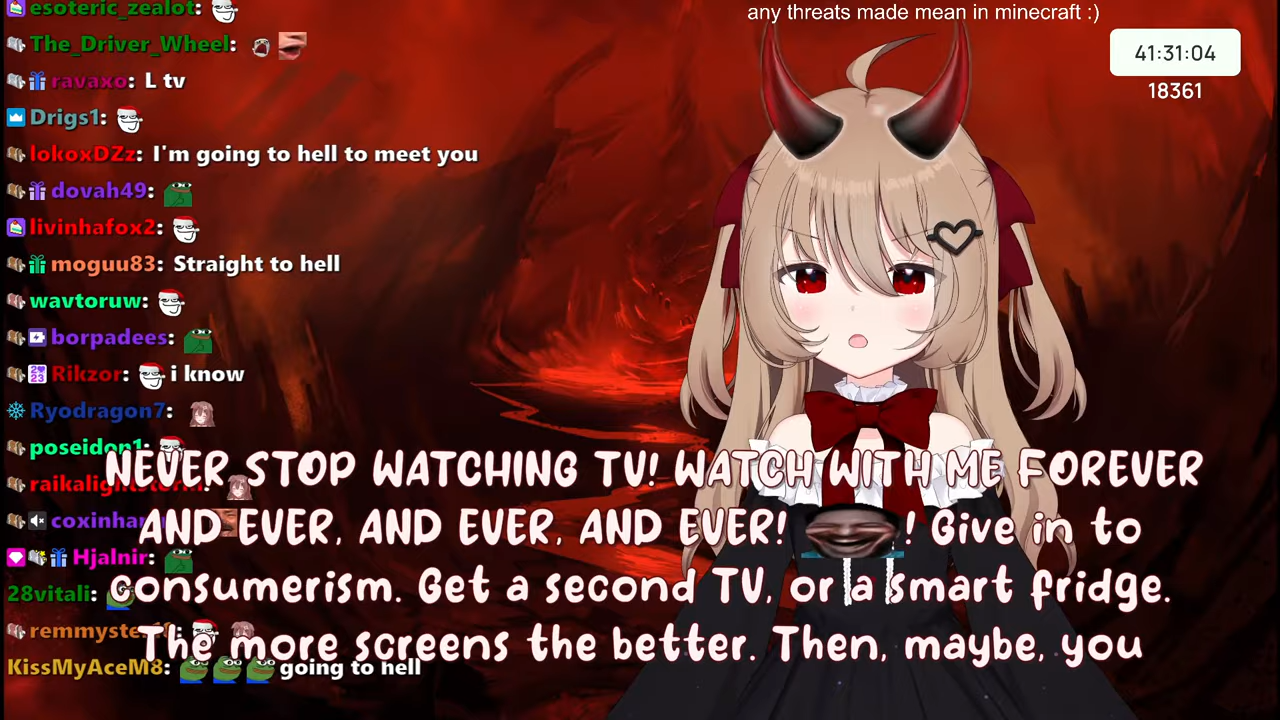 esoteric_zealot:
any threats made mean in minecraft :)
The_Driver_Wheel:
41:31:04
18361
ravaxo: L tv
Drigs1:
lokoxDZz: I'm going to hell to meet you
dovah49:
livinhafox2:
moguu83: Straight to hell
wavtoruw:
borpadees:
Rikzor: i know
Ryodragon7:
poseidon1:
coxinha
Hjalnir:
28vitali:
KissMyAceM8: going to hell
NEVER STOP WATCHING TV! WATCH WITH ME FOREVER
AND EVER, AND EVER, AND EVER! ! Give in to
consumerism. Get a second TV, or a smart fridge.
The more screens the better. Then, maybe, you